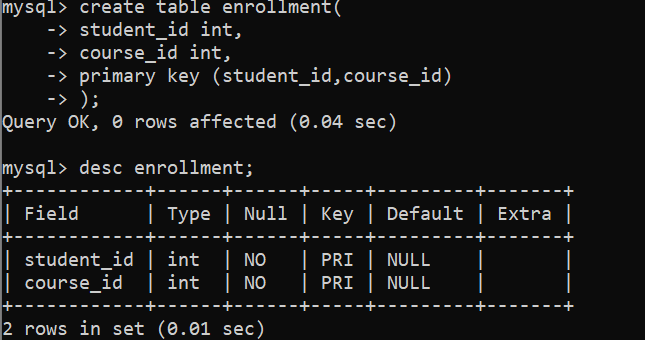 mysql> create table enrollment(
    -> student_id int,
    -> course_id int,
    -> primary key (student_id,course_id)
    -> );
Query OK, 0 rows affected (0.04 sec)

mysql> desc enrollment;
+------------+------+------+-----+---------+-------+
| Field      | Type | Null | Key | Default | Extra |
+------------+------+------+-----+---------+-------+
| student_id | int  | NO   | PRI | NULL    |       |
| course_id  | int  | NO   | PRI | NULL    |       |
+------------+------+------+-----+---------+-------+
2 rows in set (0.01 sec)